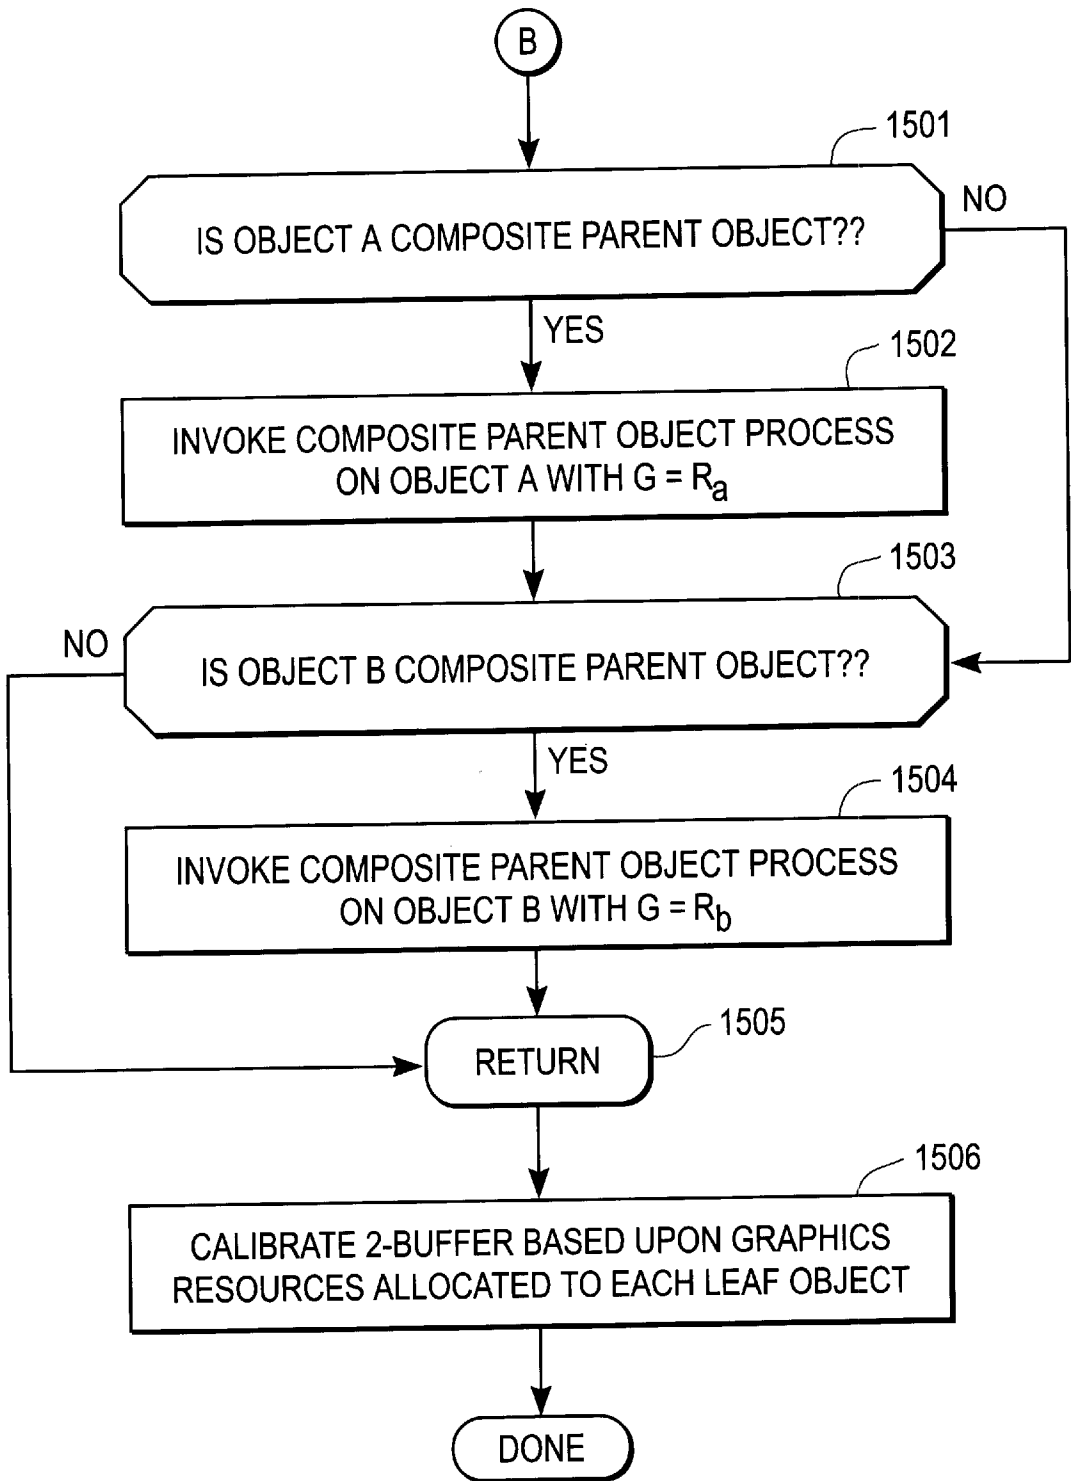 B
1501
IS OBJECT A COMPOSITE PARENT OBJECT??
NO
YES
1502
INVOKE COMPOSITE PARENT OBJECT PROCESS
ON OBJECT A WITH G = Ra
1503
NO
IS OBJECT B COMPOSITE PARENT OBJECT??
YES
1504
INVOKE COMPOSITE PARENT OBJECT PROCESS
ON OBJECT B WITH G = Rb
1505
RETURN
1506
CALIBRATE 2-BUFFER BASED UPON GRAPHICS
RESOURCES ALLOCATED TO EACH LEAF OBJECT
DONE